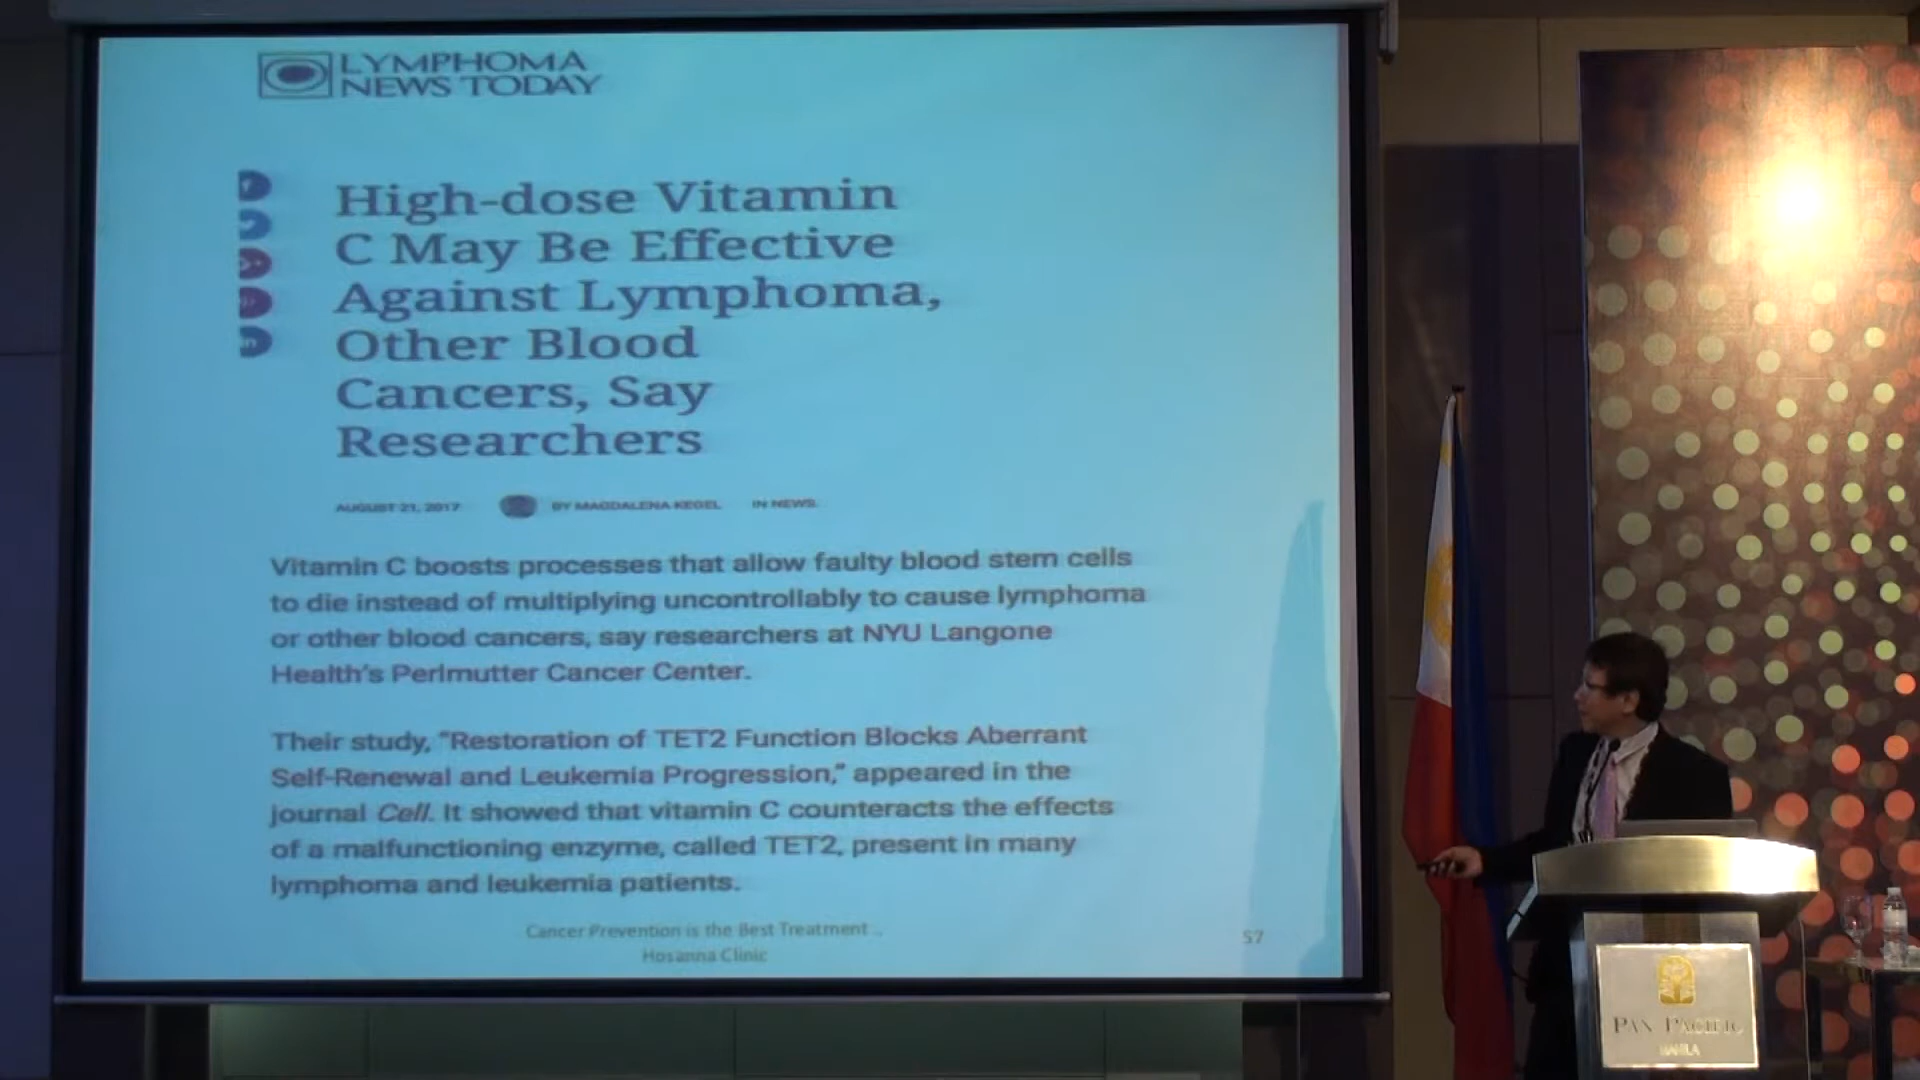 LYMPHOMA
NEWS TODAY
High-dose Vitamin
C May Be Effective
Against Lymphoma,
Other Blood
Cancers, Say
Researchers
AUGUST 21, 2017 BY MAGDALENA KEGEL IN NEWS.
Vitamin C boosts processes that allow faulty blood stem cells
to die instead of multiplying uncontrollably to cause lymphoma
or other blood cancers, say researchers at NYU Langone
Health's Perlmutter Cancer Center.
Their study, "Restoration of TET2 Function Blocks Aberrant
Self-Renewal and Leukemia Progression," appeared in the
journal Cell. It showed that vitamin C counteracts the effects
of a malfunctioning enzyme, called TET2, present in many
lymphoma and leukemia patients.
Cancer Prevention is the Best Treatment ..
Hosanna Clinic
57
PAN PACIFIC
MANILA